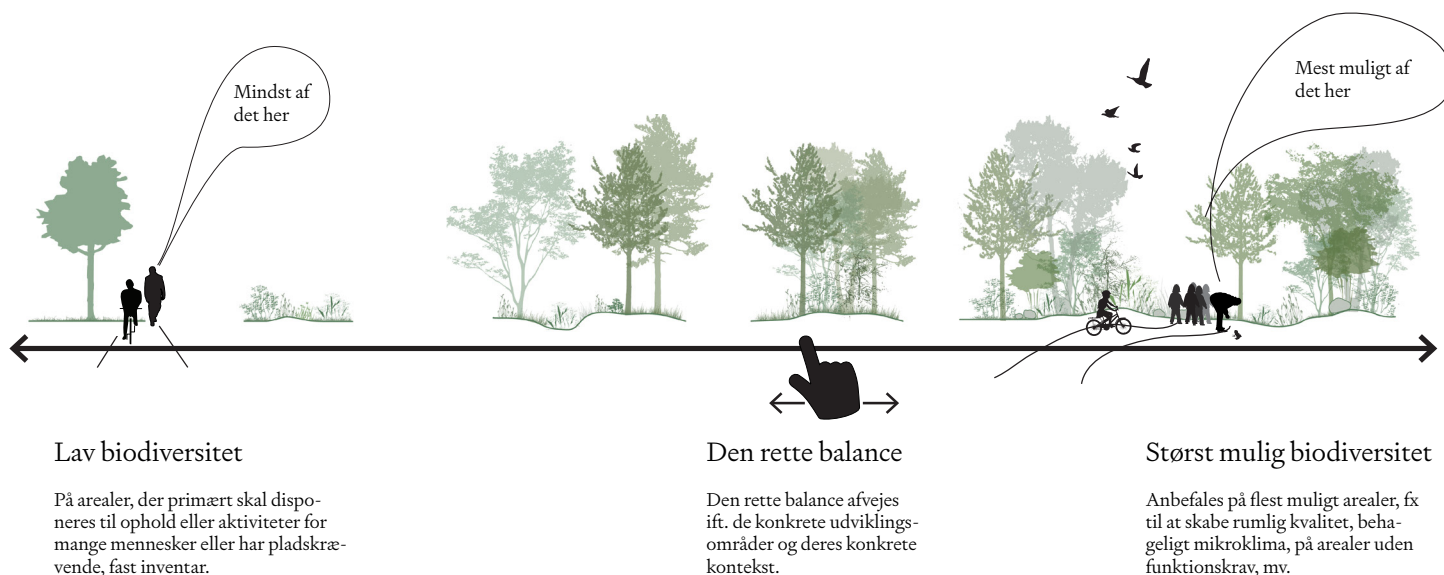 Mindst af
det her
Mest muligt af
det her
Lav biodiversitet
På arealer, der primært skal dispo-
neres til ophold eller aktiviteter for
mange mennesker eller har pladskræ-
vende, fast inventar.
Den rette balance
Den rette balance afvejes
ift. de konkrete udviklings-
områder og deres konkrete
kontekst.
Størst mulig biodiversitet
Anbefales på flest muligt arealer, fx
til at skabe rumlig kvalitet, beha-
geligt mikroklima, på arealer uden
funktionskrav, mv.